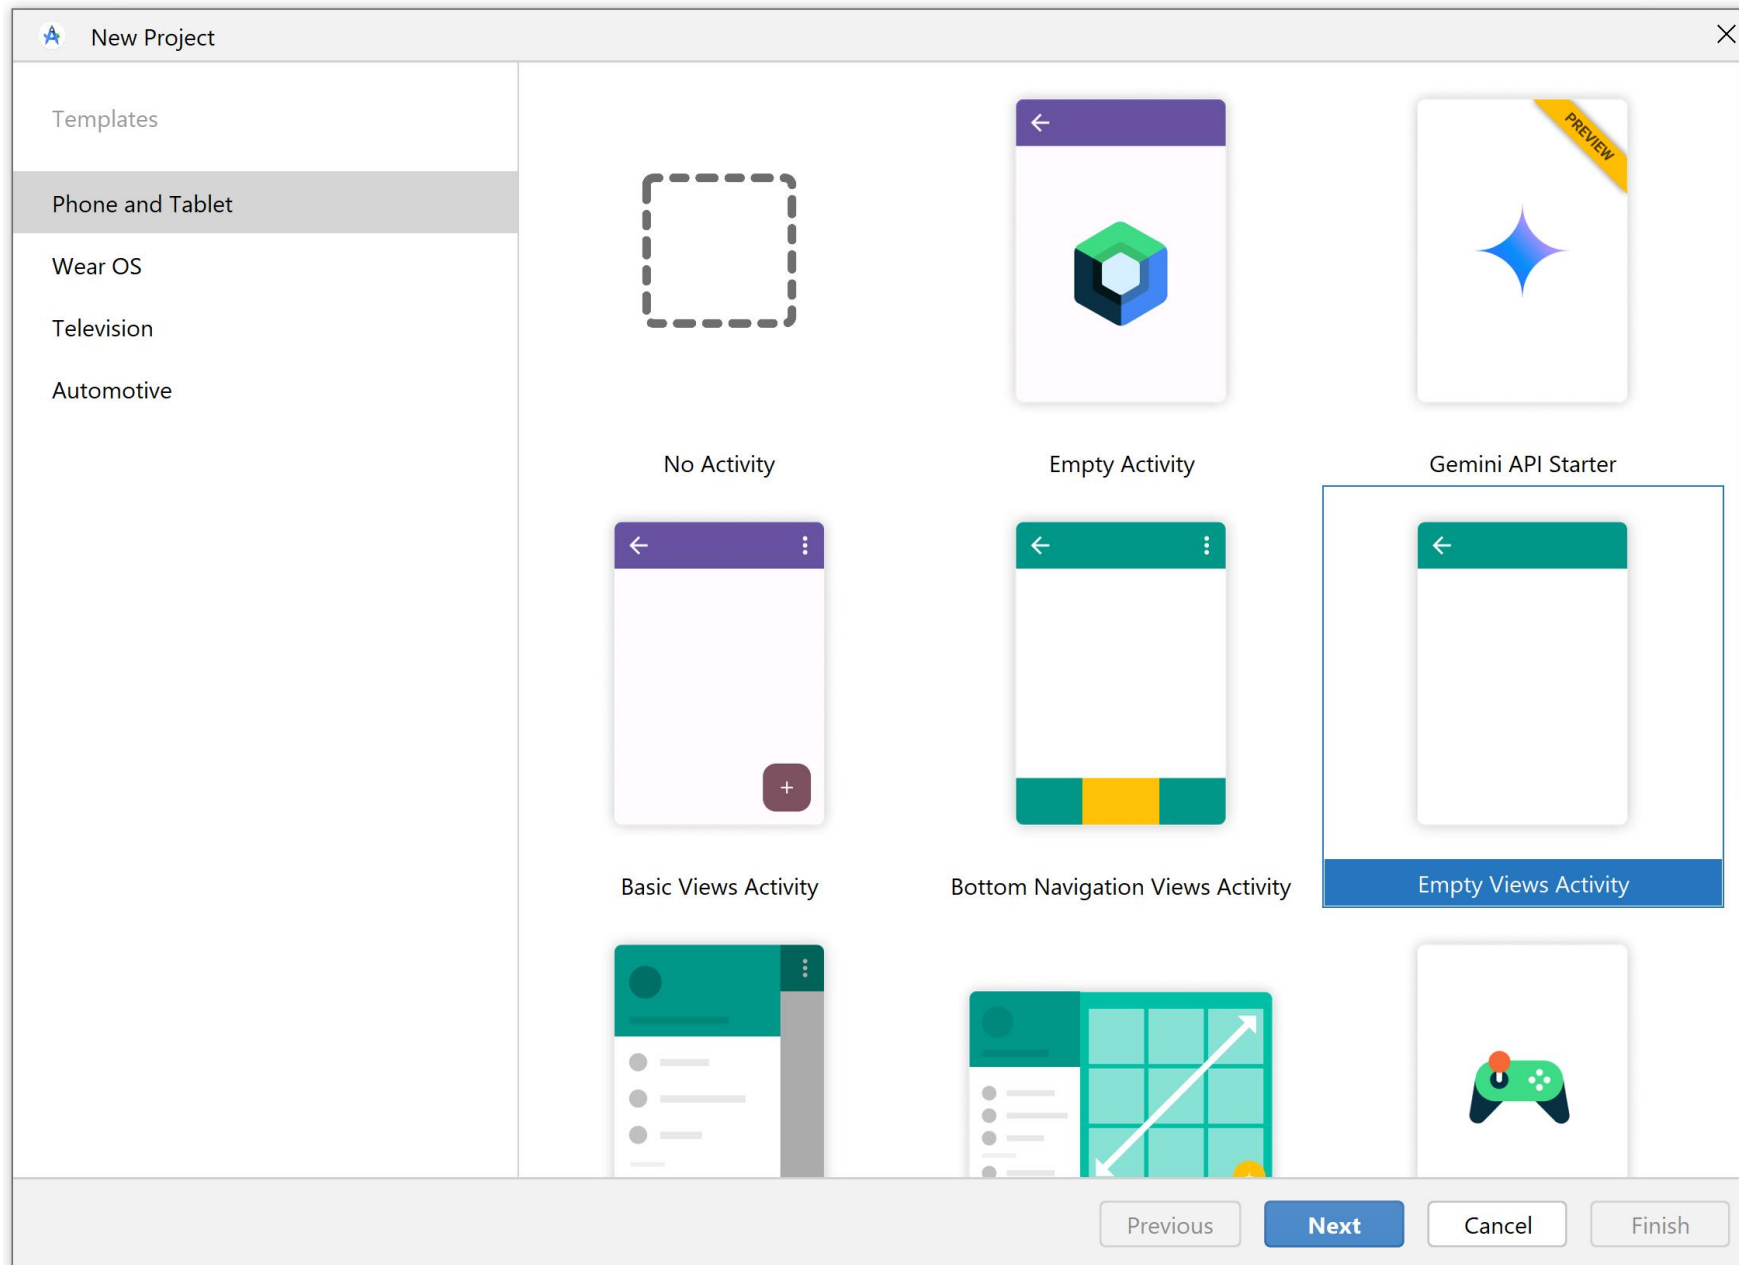 New Project
Templates
Phone and Tablet
Wear OS
Television
Automotive
PREVIEW
No Activity
Empty Activity
Gemini API Starter
Basic Views Activity
Bottom Navigation Views Activity
Empty Views Activity
Previous
Next
Cancel
Finish